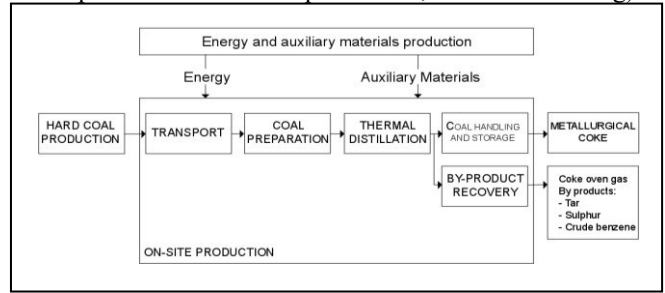 Energy and auxiliary materials production
Energy
Auxiliary Materials
HARD COAL
PRODUCTION
TRANSPORT
COAL
PREPARATION
THERMAL
DISTILLATION
COAL HANDLING
AND STORAGE
METALLURGICAL
COKE
BY-PRODUCT
RECOVERY
Coke oven gas
By products:
- Tar
- Sulphur
- Crude benzene
ON-SITE PRODUCTION